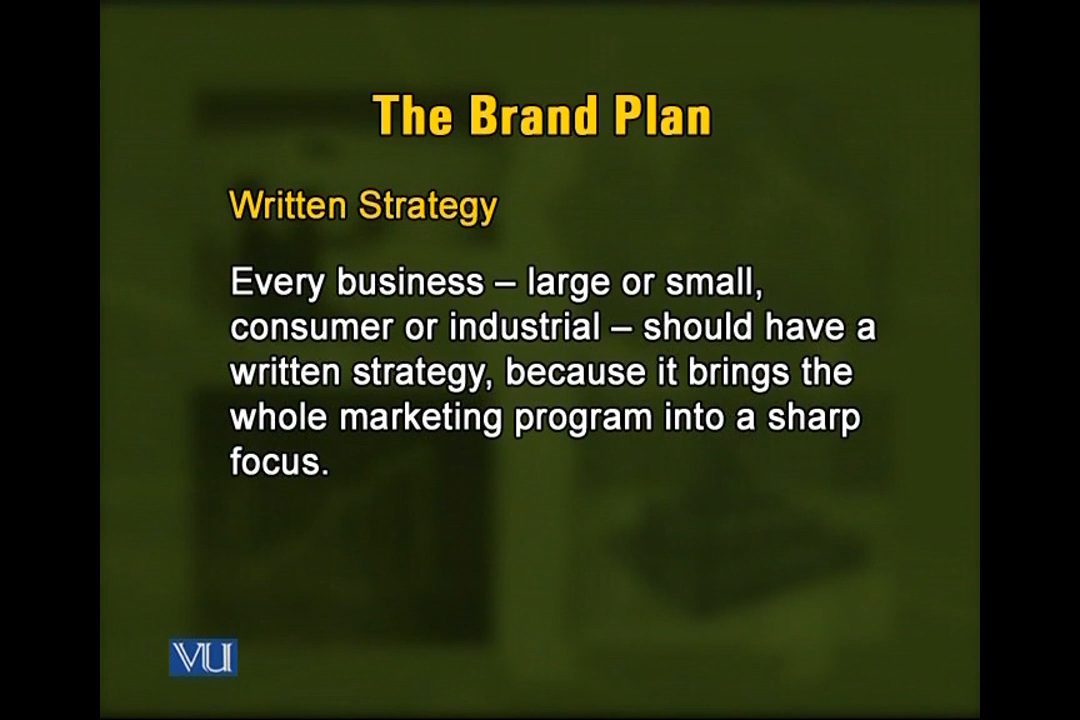 The Brand Plan
Written Strategy
Every business – large or small,
consumer or industrial – should have a
written strategy, because it brings the
whole marketing program into a sharp
focus.
VU